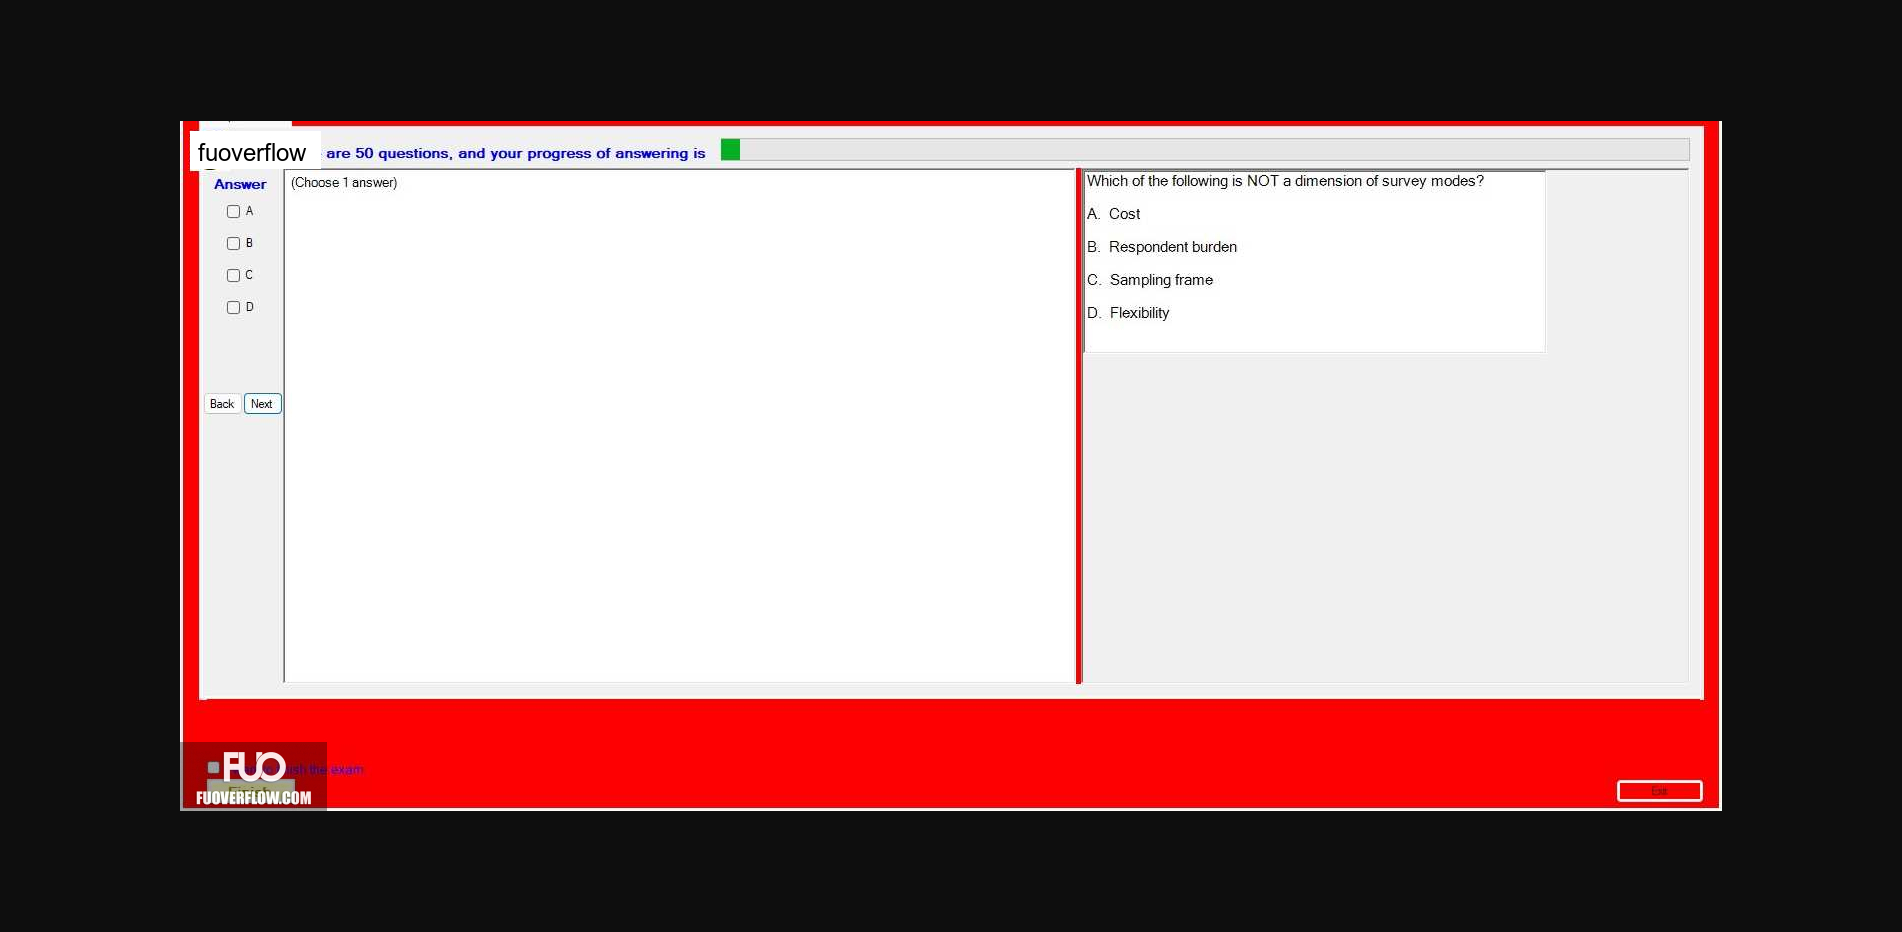 fuoverflow are 50 questions, and your progress of answering is
Answer
(Choose 1 answer)
A
B
C
D
Back Next
Which of the following is NOT a dimension of survey modes?
A. Cost
B. Respondent burden
C. Sampling frame
D. Flexibility
FUO
the exam
FUOVERFLOW.COM
Exit